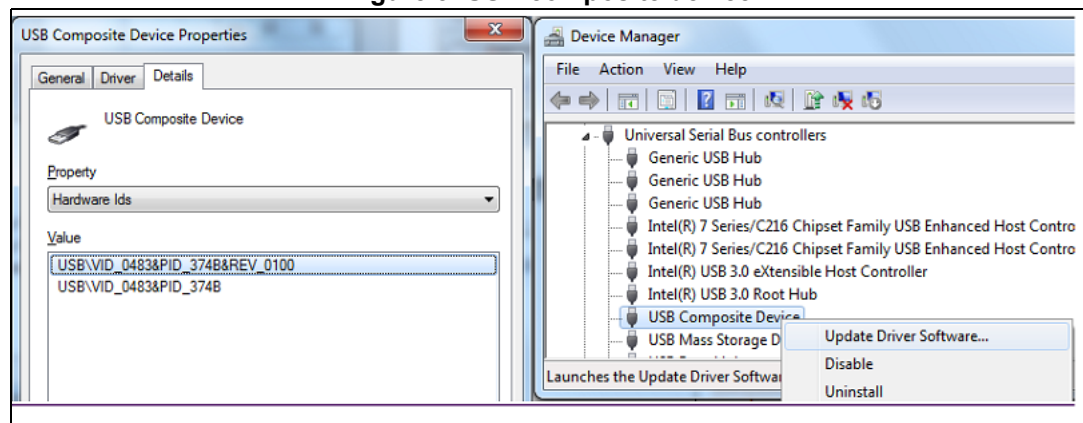 USB Composite Device Properties
General Driver Details
USB Composite Device
Property
Hardware Ids
Value
USB\VID_0483&PID_374B&REV_0100
USB\VID_0483&PID_374B
Device Manager
File Action View Help
Universal Serial Bus controllers
Generic USB Hub
Generic USB Hub
Generic USB Hub
Intel(R) 7 Series/C216 Chipset Family USB Enhanced Host Contro
Intel(R) 7 Series/C216 Chipset Family USB Enhanced Host Contro
Intel(R) USB 3.0 eXtensible Host Controller
Intel(R) USB 3.0 Root Hub
USB Composite Device
USB Mass Storage D
Launches the Update Driver Softwa
Update Driver Software...
Disable
Uninstall